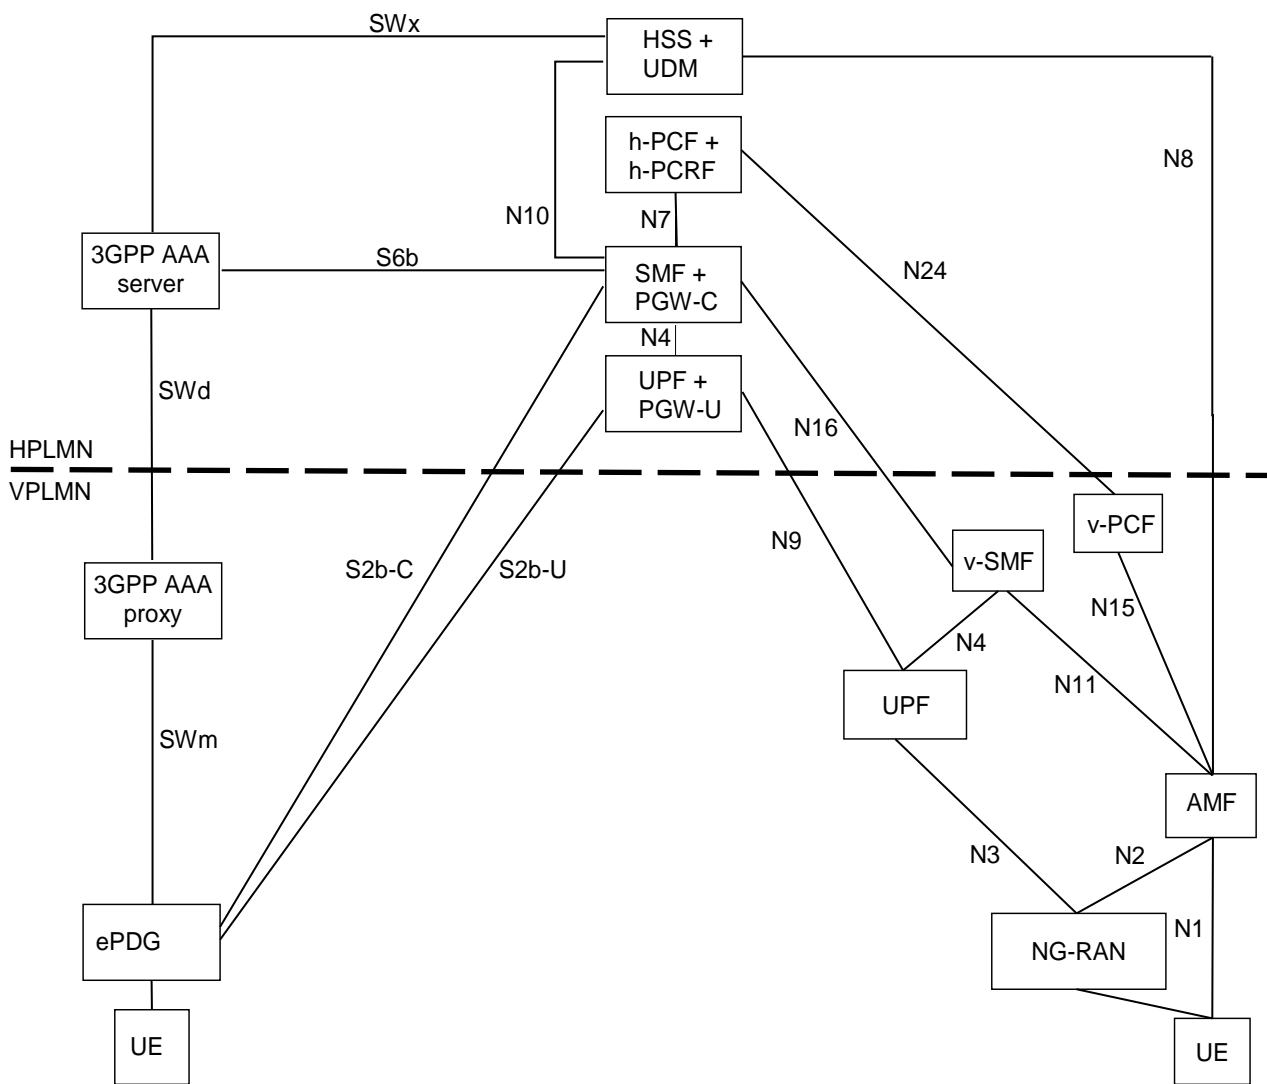 SWx
HSS +
UDM
h-PCF +
h-PCRF
N8
N10
N7
3GPP AAA
server
S6b
SMF +
PGW-C
N24
N4
SWd
UPF +
PGW-U
N16
HPLMN
VPLMN
v-PCF
N9
v-SMF
S2b-C
S2b-U
3GPP AAA
proxy
N15
N4
N11
UPF
SWm
AMF
N3
N2
ePDG
N1
NG-RAN
UE
UE